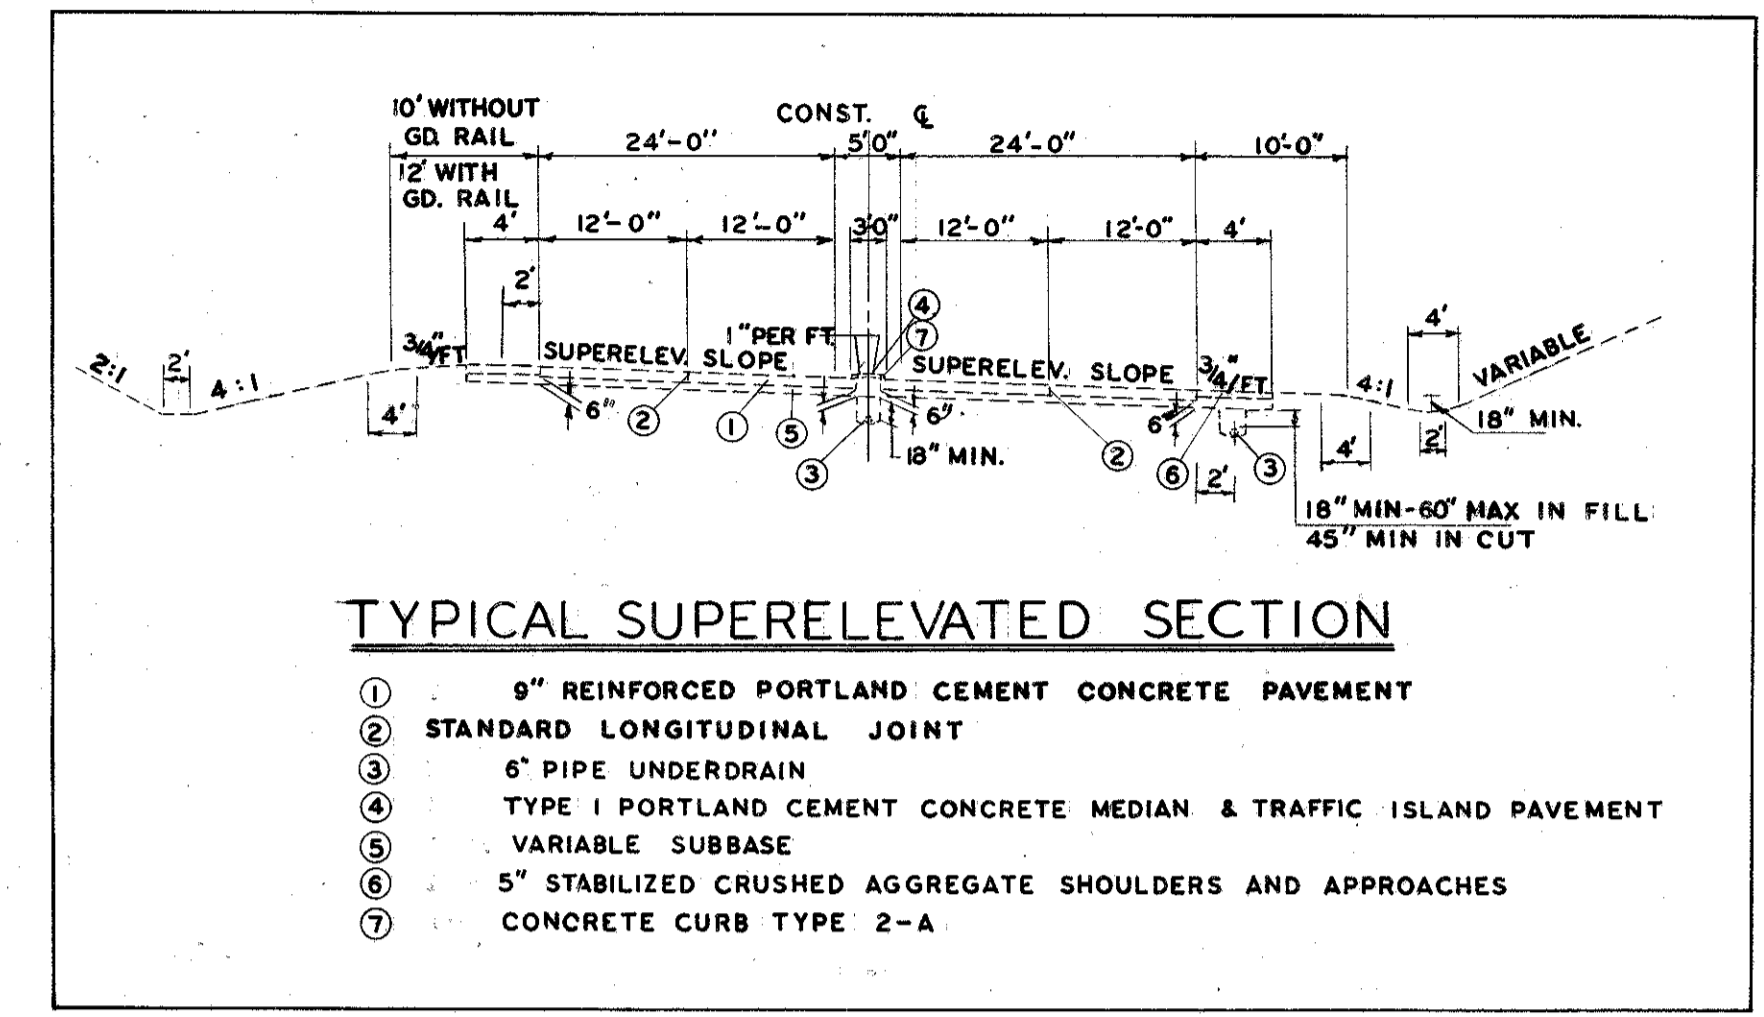 10' WITHOUT
GD. RAIL
12' WITH
GD. RAIL
CONST. ℄
24'-0"
5'0"
24'-0"
10'-0"
4'
12'-0"
12'-0"
3'0"
12'-0"
12'-0"
4'
2'
4
7
1" PER FT.
3/4"/FT
SUPERELEV. SLOPE
SUPERELEV. SLOPE
3/4"/FT.
2:1
2'
4:1
4'
6"
2
1
5
3
6"
18" MIN.
2
6"
6
2'
3
4:1
4'
4'
2'
VARIABLE
18" MIN.
18" MIN-60" MAX IN FILL
45" MIN IN CUT
TYPICAL SUPERELEVATED SECTION
1 9" REINFORCED PORTLAND CEMENT CONCRETE PAVEMENT
2 STANDARD LONGITUDINAL JOINT
3 6" PIPE UNDERDRAIN
4 TYPE 1 PORTLAND CEMENT CONCRETE MEDIAN & TRAFFIC ISLAND PAVEMENT
5 VARIABLE SUBBASE
6 5" STABILIZED CRUSHED AGGREGATE SHOULDERS AND APPROACHES
7 CONCRETE CURB TYPE 2-A